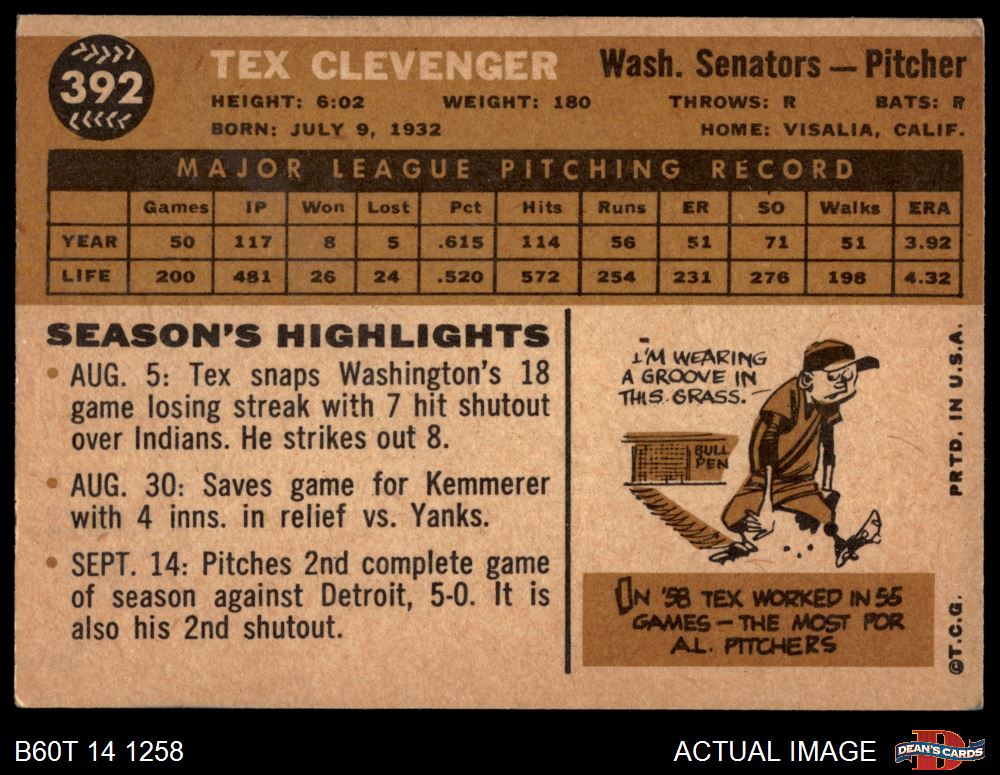 392
TEX CLEVENGER Wash. Senators — Pitcher
HEIGHT: 6:02 WEIGHT: 180 THROWS: R BATS: R
BORN: JULY 9, 1932 HOME: VISALIA, CALIF.
MAJOR LEAGUE PITCHING RECORD
Games IP Won Lost Pct Hits Runs ER SO Walks ERA
YEAR 50 117 8 5 .615 114 56 51 71 51 3.92
LIFE 200 481 26 24 .520 572 254 231 276 198 4.32
SEASON'S HIGHLIGHTS
• AUG. 5: Tex snaps Washington's 18
game losing streak with 7 hit shutout
over Indians. He strikes out 8.
• AUG. 30: Saves game for Kemmerer
with 4 inns. in relief vs. Yanks.
• SEPT. 14: Pitches 2nd complete game
of season against Detroit, 5-0. It is
also his 2nd shutout.
I'M WEARING
A GROOVE IN
THIS GRASS.
BULL
PEN
IN '58 TEX WORKED IN 55
GAMES — THE MOST FOR
A.L. PITCHERS
©T.C.G. PRTD. IN U.S.A.
B60T 14 1258 ACTUAL IMAGE
D
DEAN'S CARDS